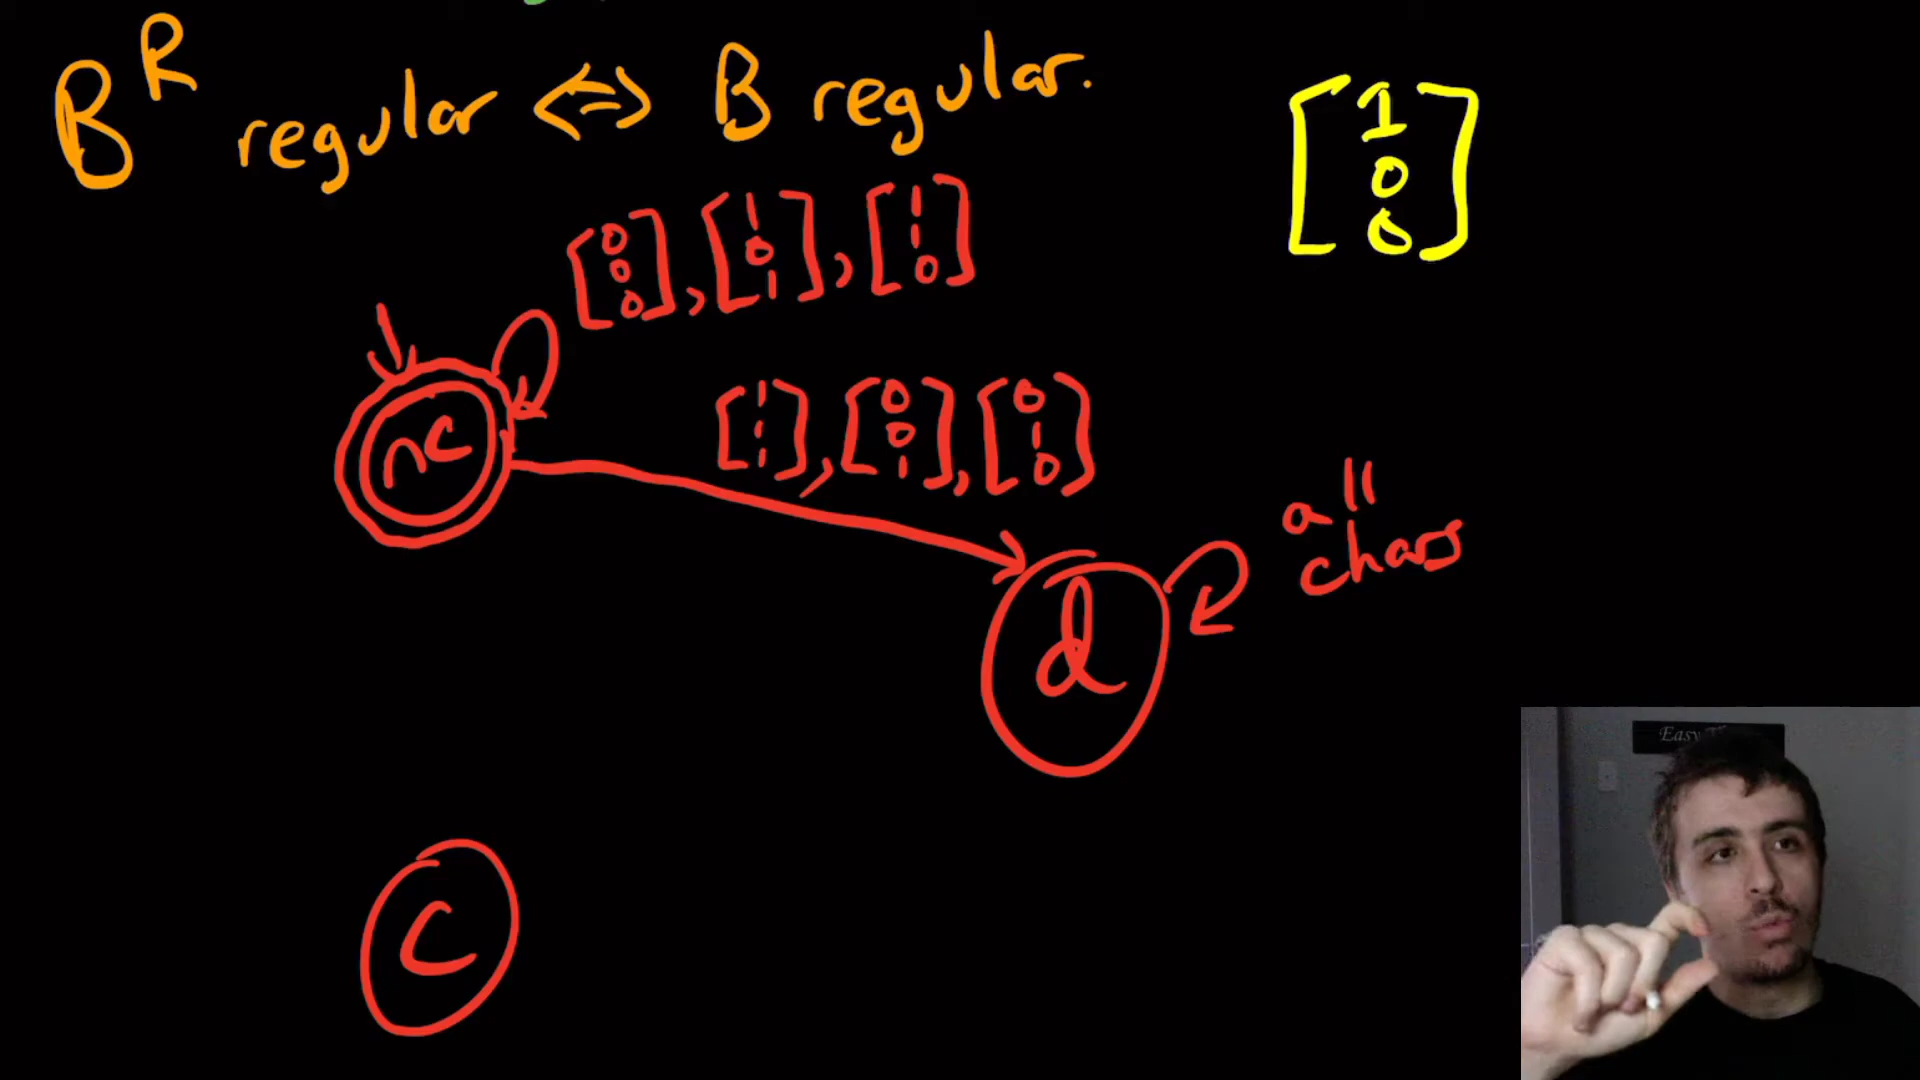 B^R regular <=> B regular.
[1 0 0]
[0 0 0], [1 0 1], [1 1 0]
nc
[1 1 1], [0 0 1], [0 1 0]
all
chars
d
c
Easy